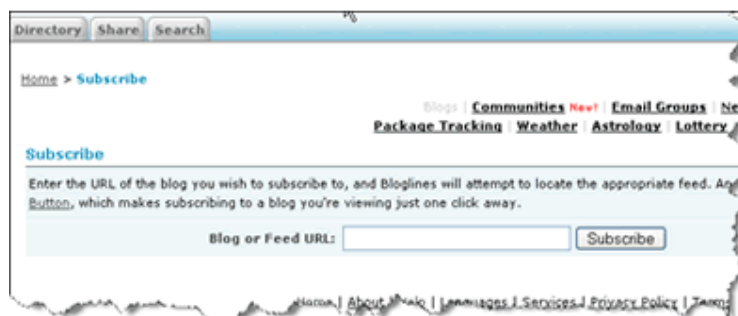 Directory Share Search
Home > Subscribe
Blogs | Communities New! | Email Groups | Ne
Package Tracking | Weather | Astrology | Lottery
Subscribe
Enter the URL of the blog you wish to subscribe to, and Bloglines will attempt to locate the appropriate feed. And
Button, which makes subscribing to a blog you're viewing just one click away.
Blog or Feed URL: Subscribe
Home | About | Help | Languages | Services | Privacy Policy | Terms